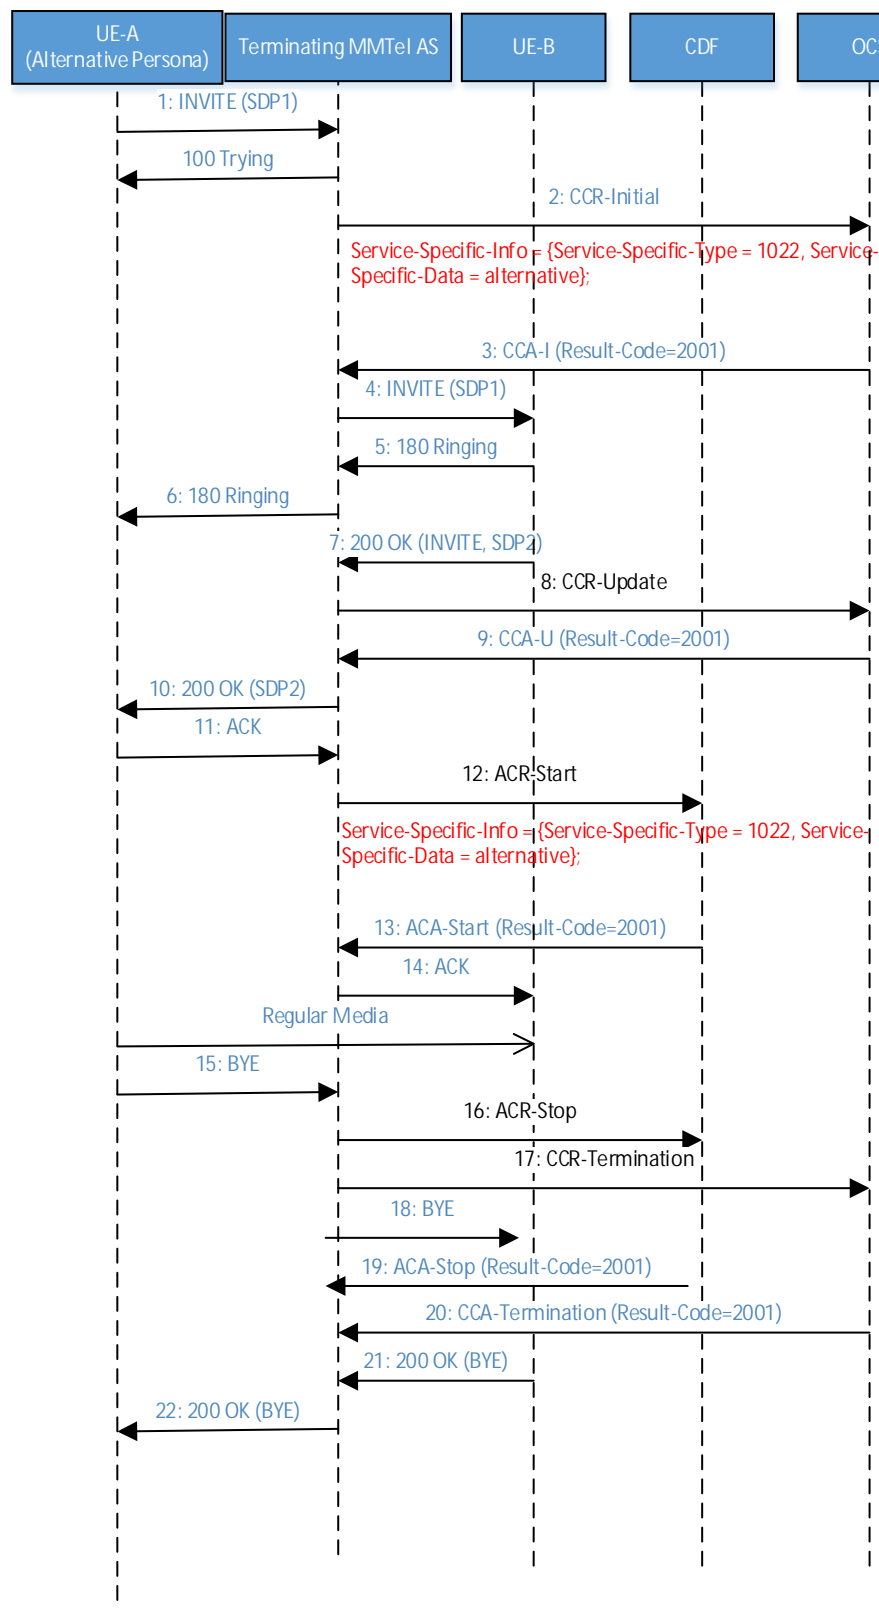 UE-A
(Alternative Persona)
Terminating MMTel AS
UE-B
CDF
OC
1: INVITE (SDP1)
100 Trying
2: CCR-Initial
Service-Specific-Info = {Service-Specific-Type = 1022, Service-
Specific-Data = alternative};
3: CCA-I (Result-Code=2001)
4: INVITE (SDP1)
5: 180 Ringing
6: 180 Ringing
7: 200 OK (INVITE, SDP2)
8: CCR-Update
9: CCA-U (Result-Code=2001)
10: 200 OK (SDP2)
11: ACK
12: ACR-Start
Service-Specific-Info = {Service-Specific-Type = 1022, Service-
Specific-Data = alternative};
13: ACA-Start (Result-Code=2001)
14: ACK
Regular Media
15: BYE
16: ACR-Stop
17: CCR-Termination
18: BYE
19: ACA-Stop (Result-Code=2001)
20: CCA-Termination (Result-Code=2001)
21: 200 OK (BYE)
22: 200 OK (BYE)